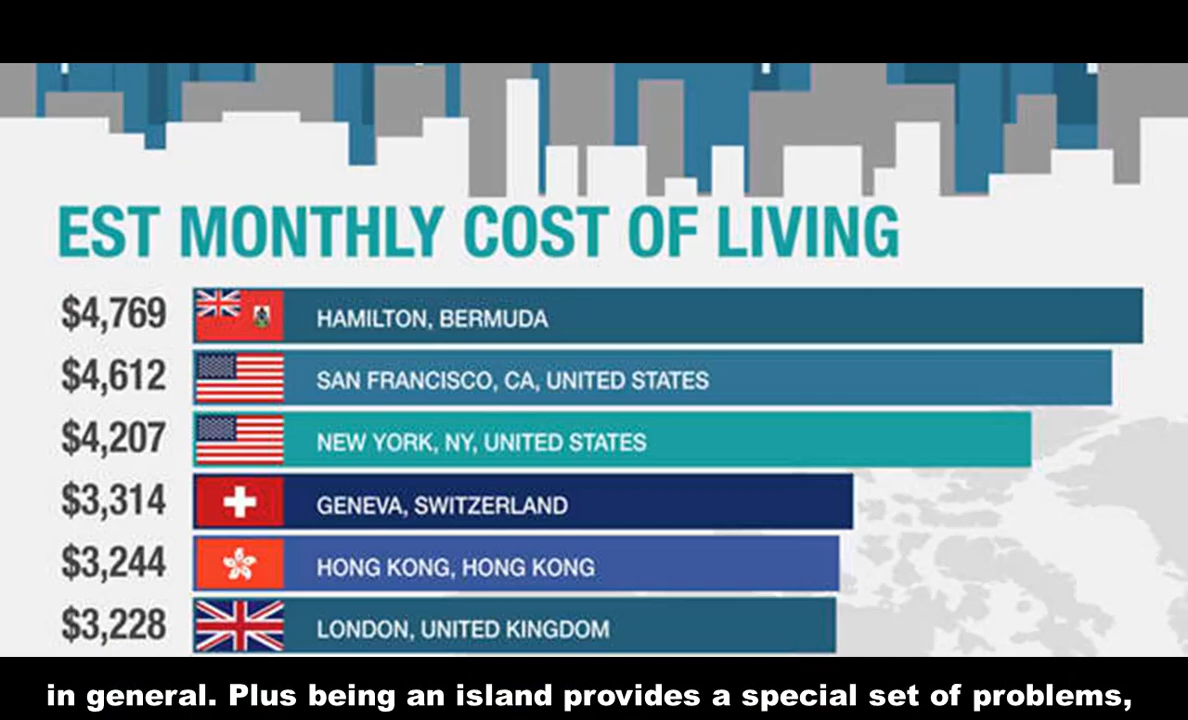 EST MONTHLY COST OF LIVING
$4,769 HAMILTON, BERMUDA
$4,612 SAN FRANCISCO, CA, UNITED STATES
$4,207 NEW YORK, NY, UNITED STATES
$3,314 GENEVA, SWITZERLAND
$3,244 HONG KONG, HONG KONG
$3,228 LONDON, UNITED KINGDOM
in general. Plus being an island provides a special set of problems,